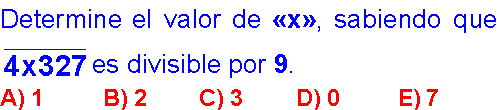 Determine el valor de «x», sabiendo que
4x327 es divisible por 9.
A) 1 B) 2 C) 3 D) 0 E) 7